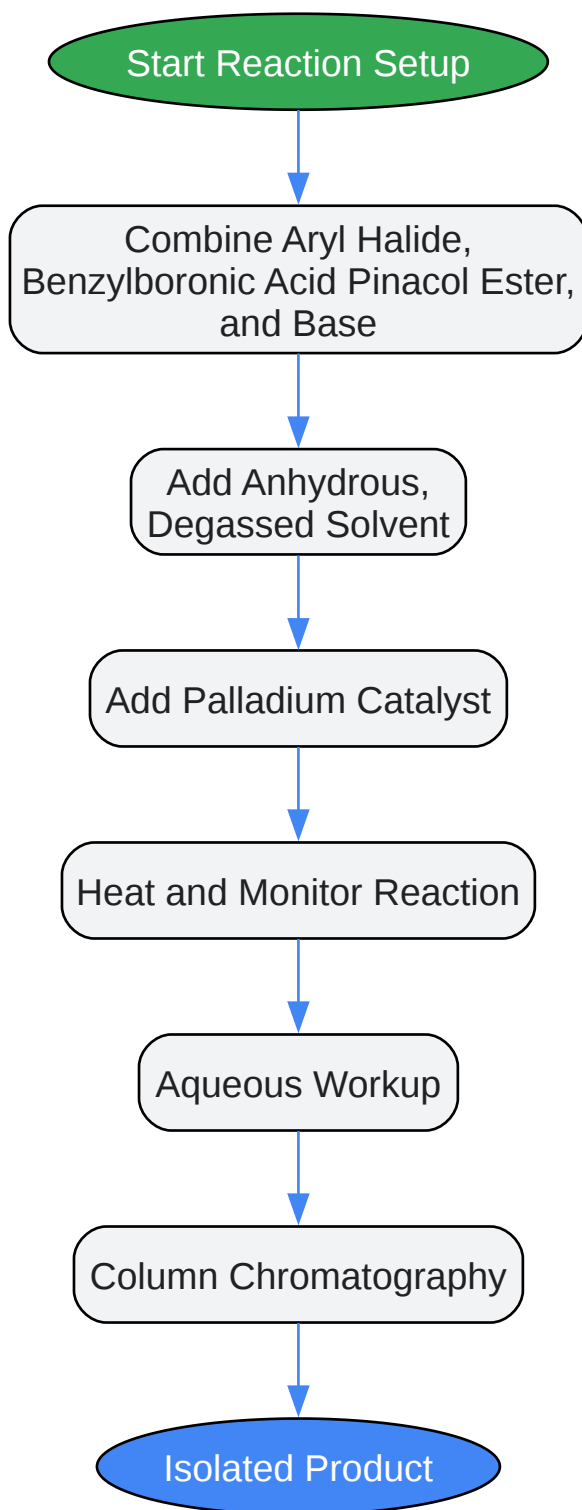 Start Reaction Setup
Combine Aryl Halide,
Benzylboronic Acid Pinacol Ester,
and Base
Add Anhydrous,
Degassed Solvent
Add Palladium Catalyst
Heat and Monitor Reaction
Aqueous Workup
Column Chromatography
Isolated Product